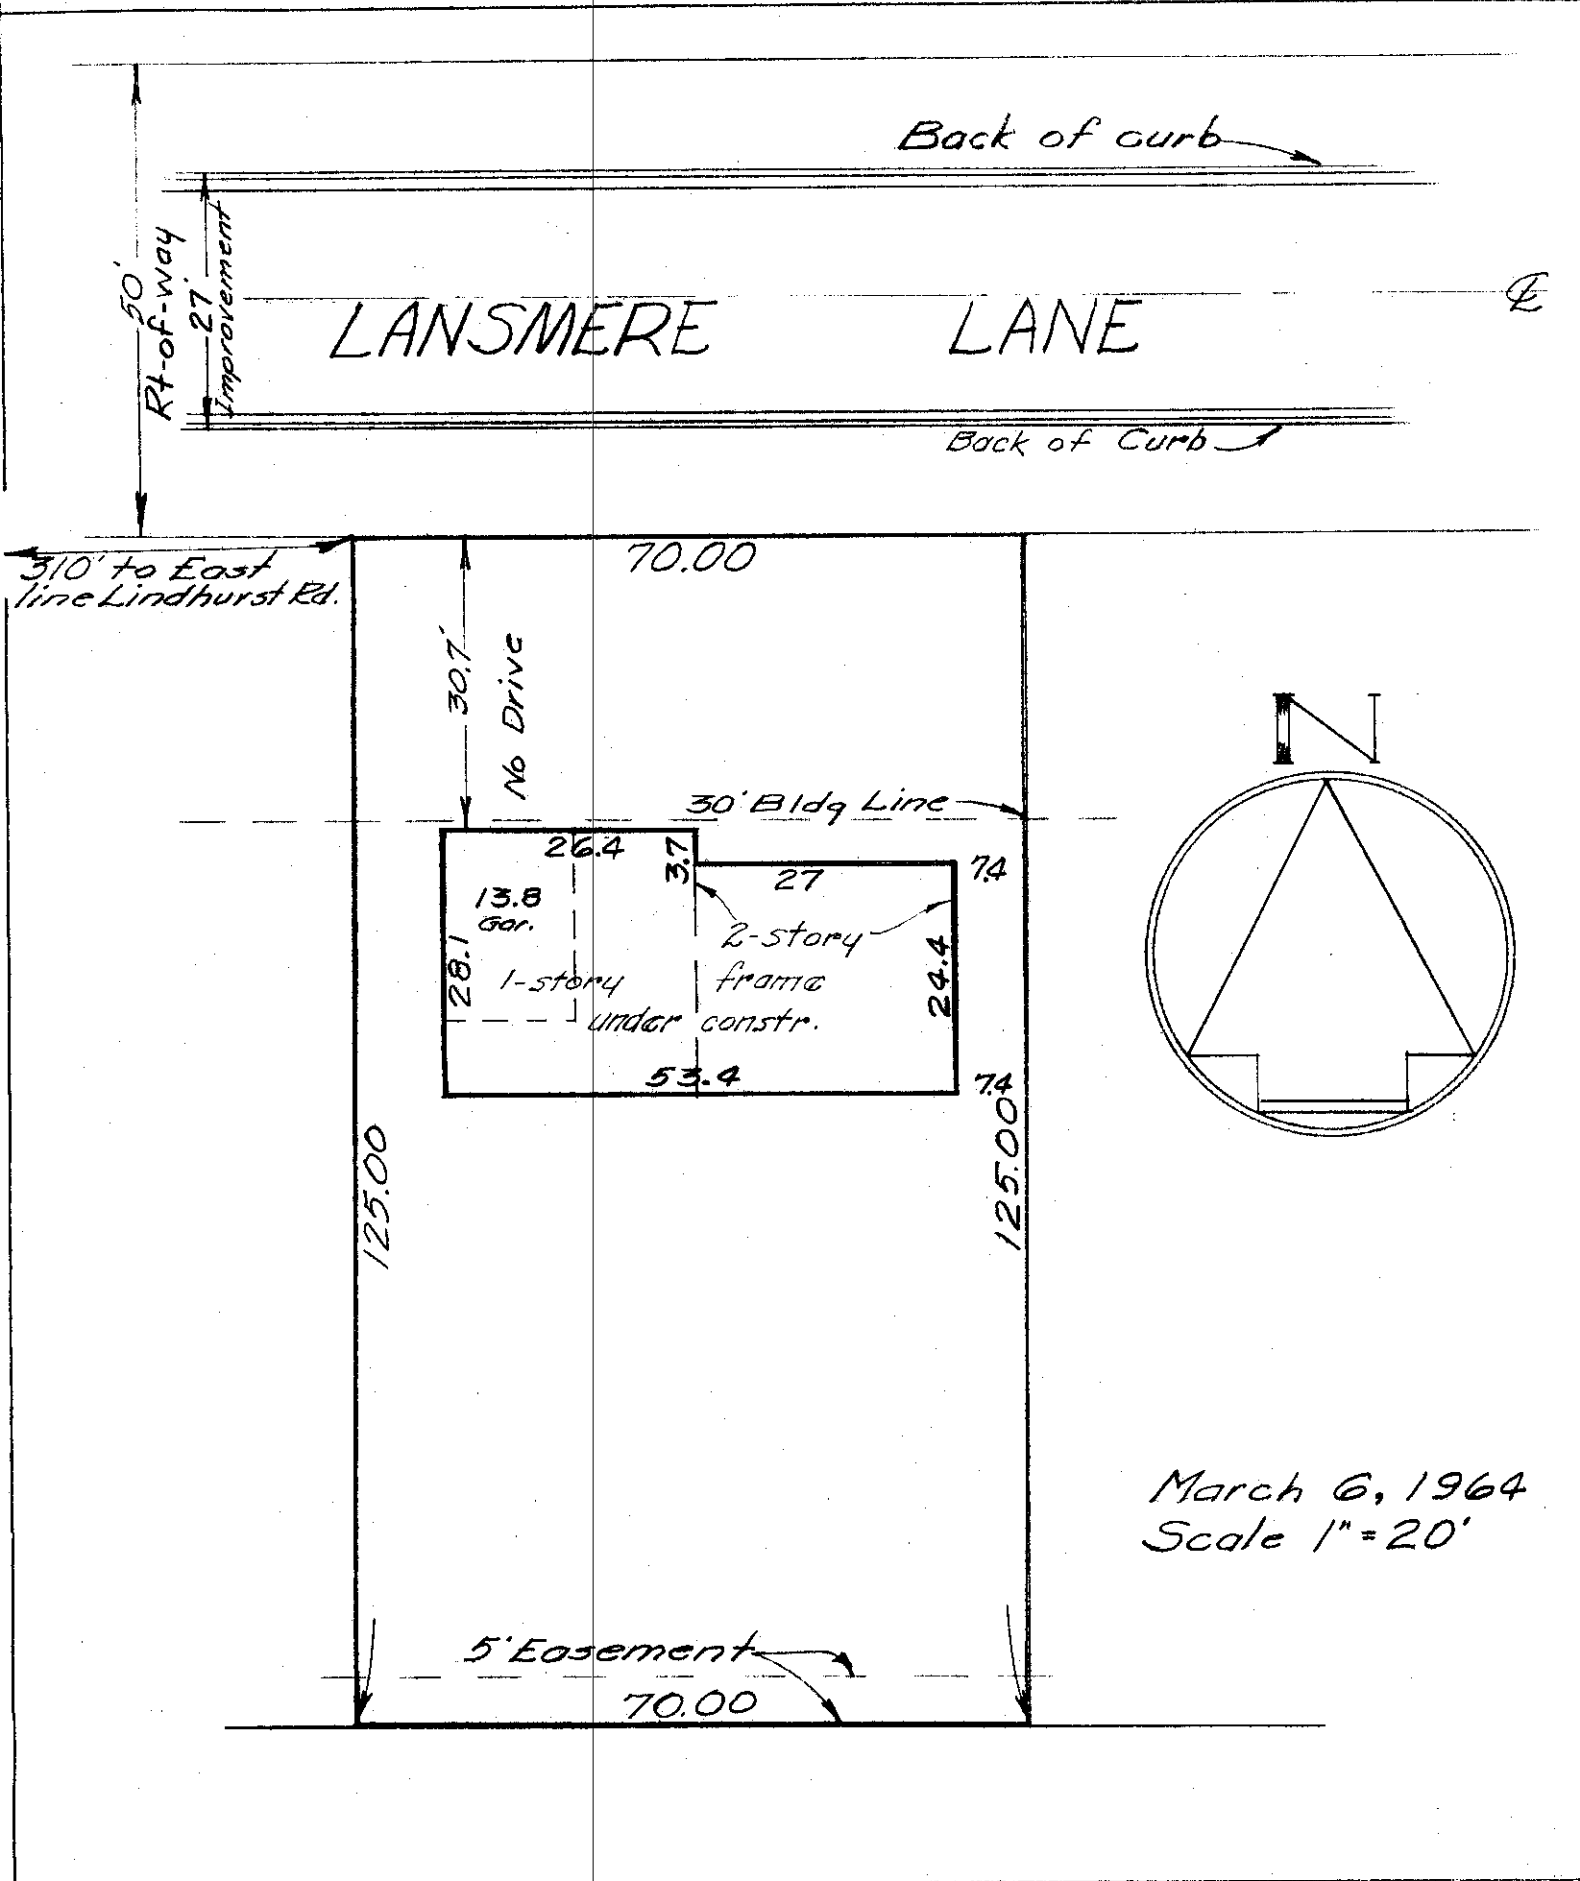 Back of curb
50'
Rt-of-way
27'
Improvement
LANSMERE LANE
℄
Back of Curb
310' to East
line Lindhurst Rd.
70.00
30.7'
No Drive
N
30' Bldg Line
26.4
3.7
27
7.4
13.8
Gar.
2-story
28.1
1-story frame
24.4
under constr.
53.4
7.4
125.00
125.00
March 6, 1964
Scale 1" = 20'
5' Easement
70.00